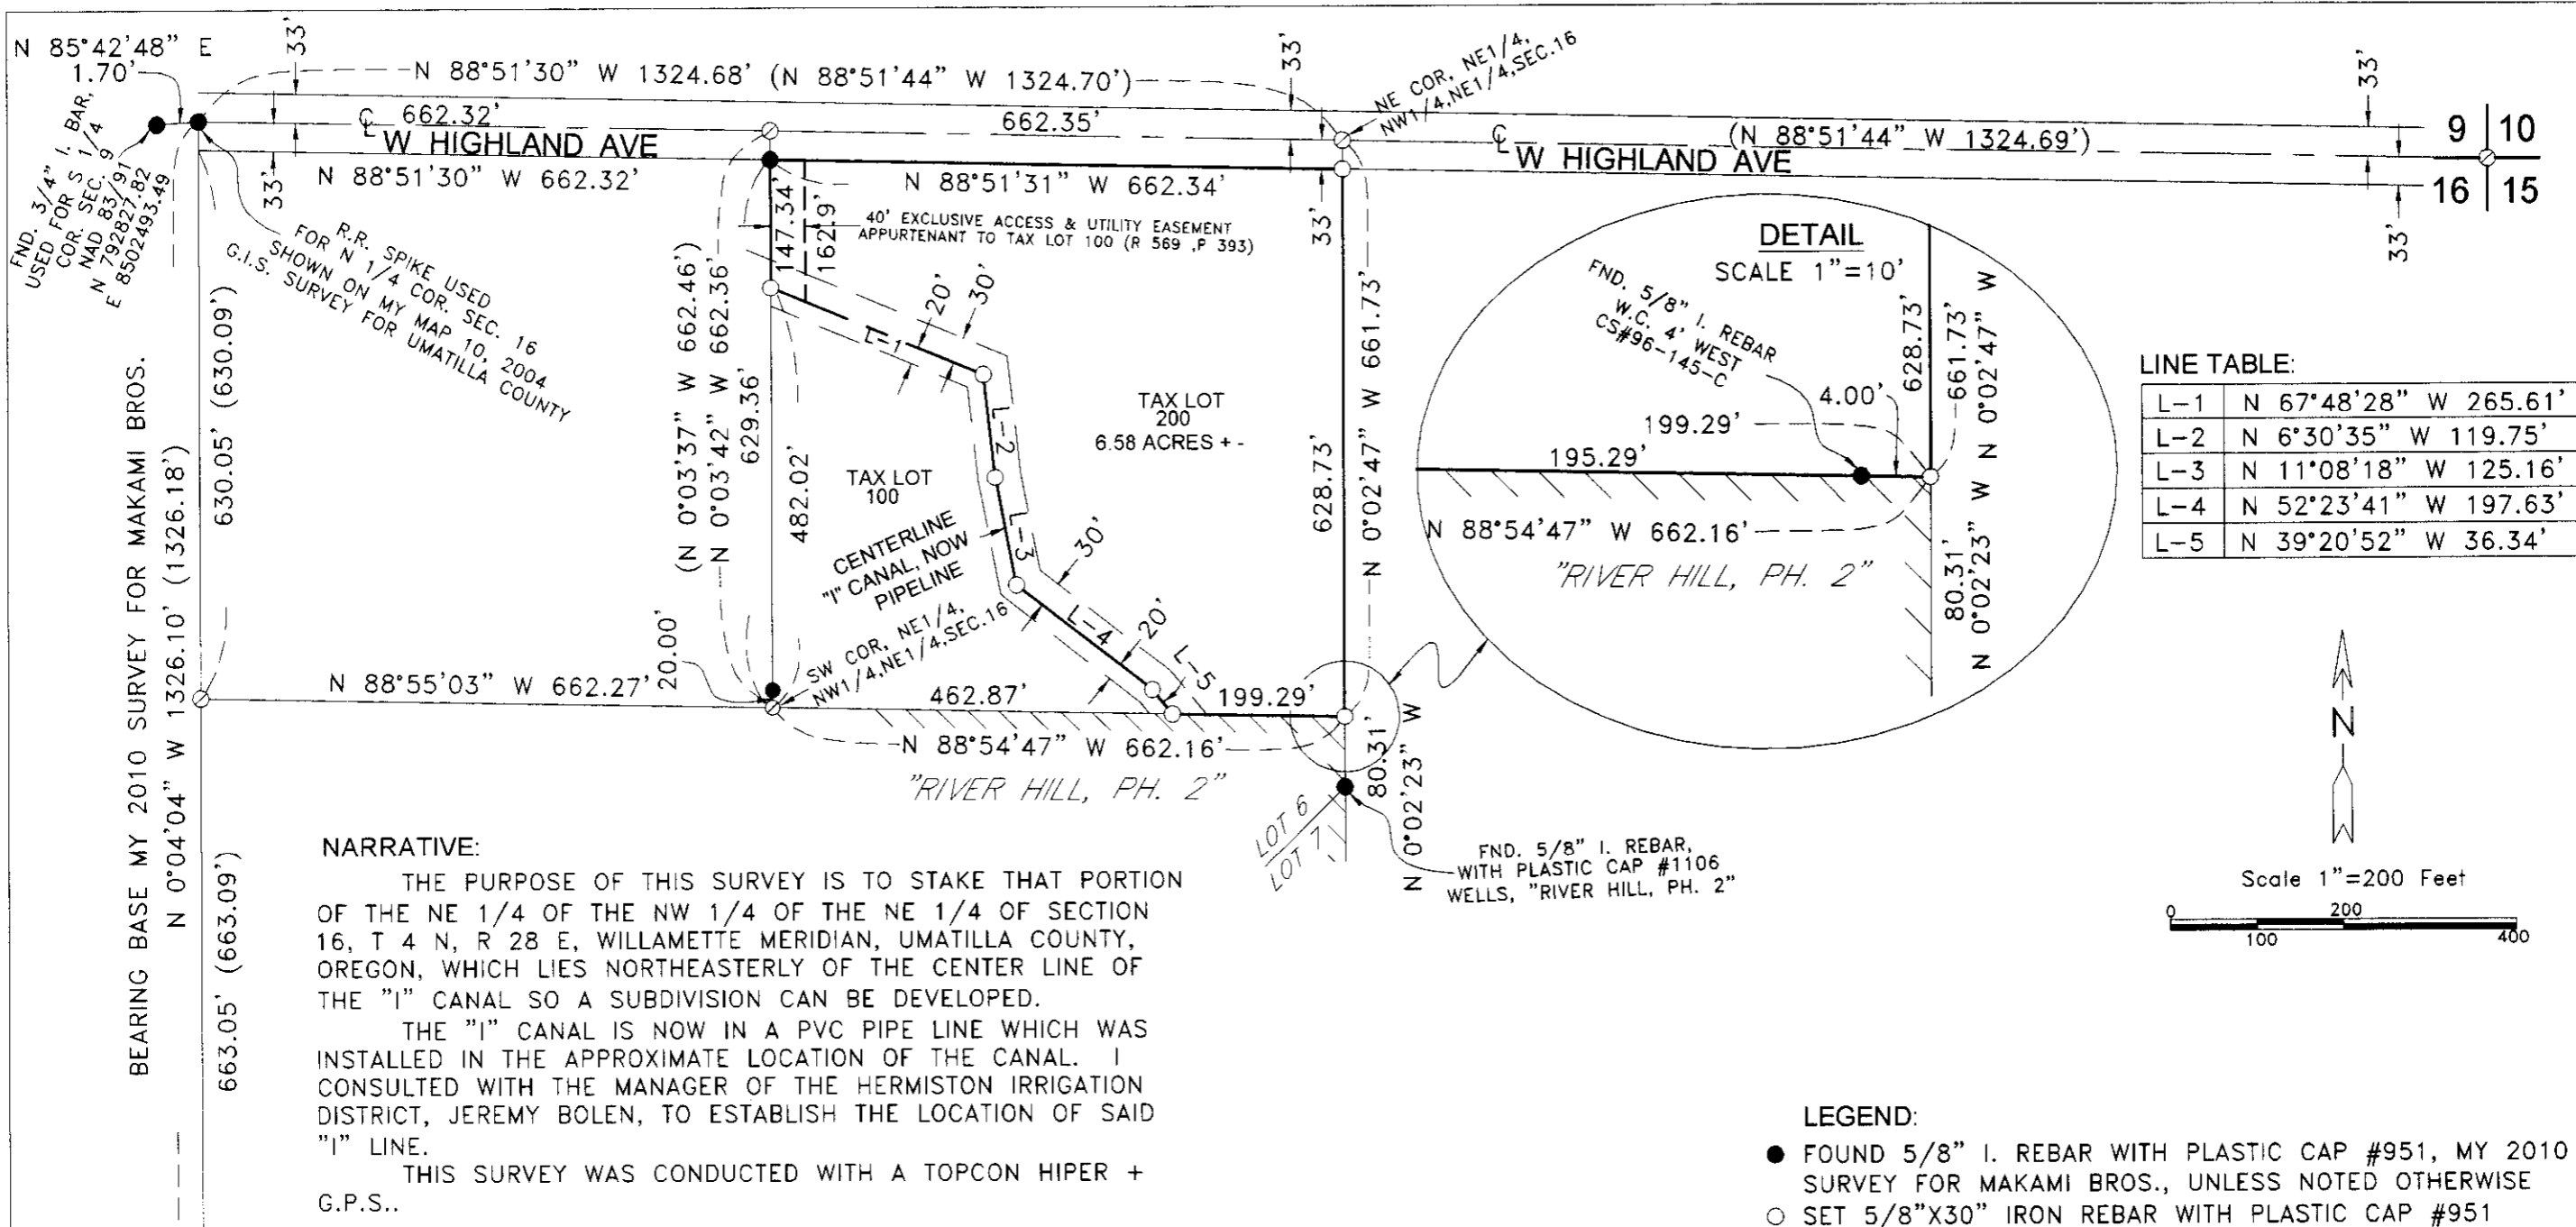 N 85°42'48" E
1.70'
33'
N 88°51'30" W 1324.68' (N 88°51'44" W 1324.70')
33'
NE COR, NE1/4,
NW1/4,NE1/4,SEC.16
33'
662.32'
662.35'
(N 88°51'44" W 1324.69')
W HIGHLAND AVE
W HIGHLAND AVE
9 10
16 15
33'
N 88°51'30" W 662.32'
N 88°51'31" W 662.34'
33'
33'
FND. 3/4" I. BAR,
USED FOR S 1/4
COR. SEC. 9
NAD 83/91
N 792827.82
E 8502493.49
R.R. SPIKE USED
FOR N 1/4 COR. SEC. 16
SHOWN ON MY MAP 10, 2004
G.I.S. SURVEY FOR UMATILLA COUNTY
147.34'
162.9'
40' EXCLUSIVE ACCESS & UTILITY EASEMENT
APPURTENANT TO TAX LOT 100 (R 569 ,P 393)
20'
30'
L-1
L-2
L-3
L-4
L-5
30'
20'
(N 0°03'37" W 662.46')
N 0°03'42" W 662.36'
629.36'
482.02'
TAX LOT
200
6.58 ACRES + -
TAX LOT
100
CENTERLINE
"I" CANAL, NOW
PIPELINE
SW COR, NE1/4,
NW1/4,NE1/4,SEC.16
20.00'
628.73'
N 0°02'47" W 661.73'
BEARING BASE MY 2010 SURVEY FOR MAKAMI BROS.
N 0°04'04" W 1326.10' (1326.18')
630.05' (630.09')
663.05' (663.09')
N 88°55'03" W 662.27'
462.87'
199.29'
N 88°54'47" W 662.16'
"RIVER HILL, PH. 2"
80.31'
N 0°02'23" W
LOT 6
LOT 7
FND. 5/8" I. REBAR,
WITH PLASTIC CAP #1106
WELLS, "RIVER HILL, PH. 2"
DETAIL
SCALE 1"=10'
FND. 5/8" I. REBAR
W.C. 4' WEST
CS#96-145-C
628.73'
661.73'
N 0°02'47" W
4.00'
199.29'
195.29'
N 88°54'47" W 662.16'
"RIVER HILL, PH. 2"
80.31'
N 0°02'23" W
LINE TABLE:
L-1 N 67°48'28" W 265.61'
L-2 N 6°30'35" W 119.75'
L-3 N 11°08'18" W 125.16'
L-4 N 52°23'41" W 197.63'
L-5 N 39°20'52" W 36.34'
N
Scale 1"=200 Feet
0 200
100 400
NARRATIVE:
THE PURPOSE OF THIS SURVEY IS TO STAKE THAT PORTION
OF THE NE 1/4 OF THE NW 1/4 OF THE NE 1/4 OF SECTION
16, T 4 N, R 28 E, WILLAMETTE MERIDIAN, UMATILLA COUNTY,
OREGON, WHICH LIES NORTHEASTERLY OF THE CENTER LINE OF
THE "I" CANAL SO A SUBDIVISION CAN BE DEVELOPED.
THE "I" CANAL IS NOW IN A PVC PIPE LINE WHICH WAS
INSTALLED IN THE APPROXIMATE LOCATION OF THE CANAL. I
CONSULTED WITH THE MANAGER OF THE HERMISTON IRRIGATION
DISTRICT, JEREMY BOLEN, TO ESTABLISH THE LOCATION OF SAID
"I" LINE.
THIS SURVEY WAS CONDUCTED WITH A TOPCON HIPER +
G.P.S..
LEGEND:
● FOUND 5/8" I. REBAR WITH PLASTIC CAP #951, MY 2010
SURVEY FOR MAKAMI BROS., UNLESS NOTED OTHERWISE
○ SET 5/8"X30" IRON REBAR WITH PLASTIC CAP #951